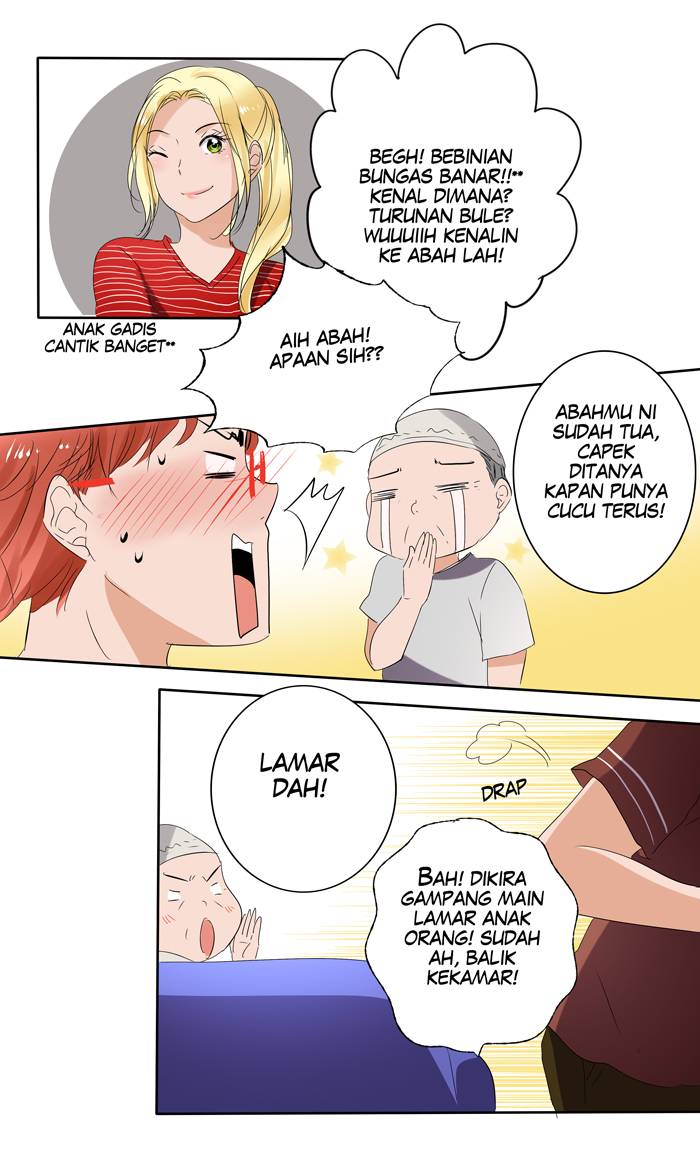 BEGH! BEBINIAN
BUNGAS BANAR!!**
KENAL DIMANA?
TURUNAN BULE?
WUUUIIH KENALIN
KE ABAH LAH!
ANAK GADIS
CANTIK BANGET**
AIH ABAH!
APAAN SIH??
ABAHMU NI
SUDAH TUA,
CAPEK
DITANYA
KAPAN PUNYA
CUCU TERUS!
LAMAR
DAH!
DRAP
BAH! DIKIRA
GAMPANG MAIN
LAMAR ANAK
ORANG! SUDAH
AH, BALIK
KEKAMAR!